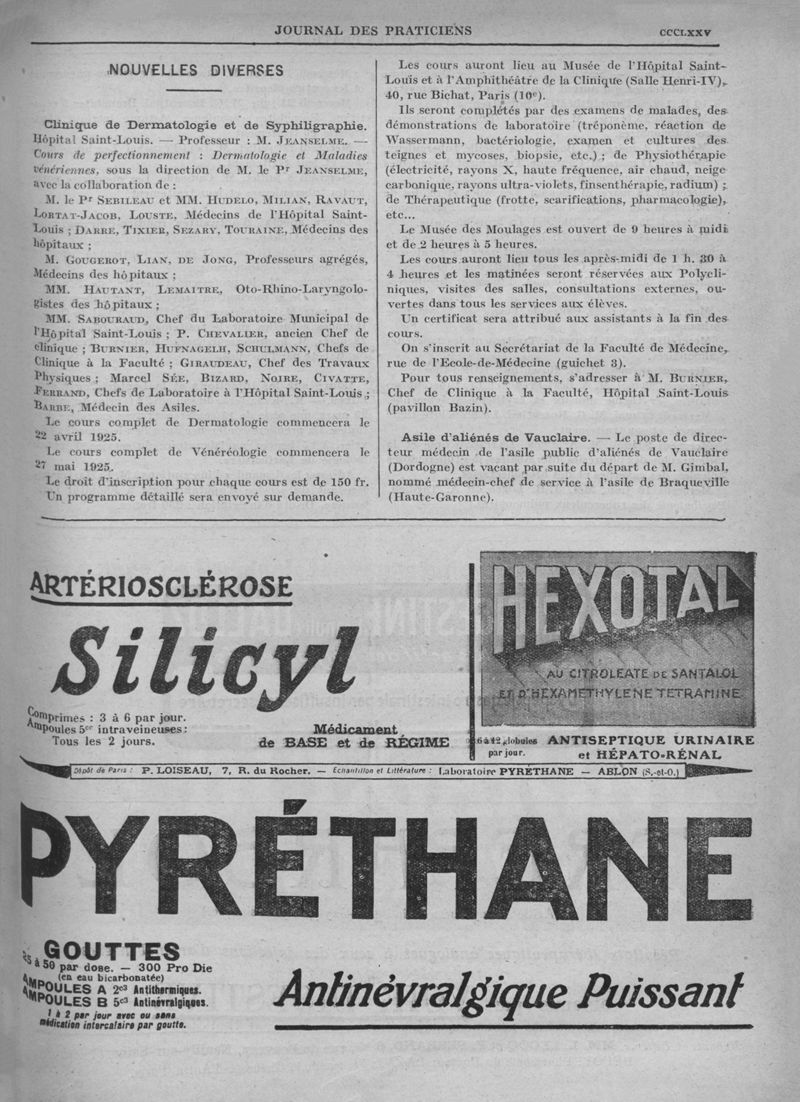 JOURNAL DES PRATICIENS
CCCLXXV
NOUVELLES DIVERSES
Clinique de Dermatologie et de Syphiligraphie.
Hôpital Saint-Louis. — Professeur : M. JEANSELME. —
Cours de perfectionnement : Dermatologie et Maladies
vénériennes, sous la direction de M. le Pr JEANSELME,
avec la collaboration de :
M. le Pr SEBILEAU et MM. HUDELO, MILIAN, RAVAUT,
LORTAT-JACOB, LOUSTE, Médecins de l'Hôpital Saint-
Louis ; DARRE, TIXIER, SEZARY, TOURAINE, Médecins des
hôpitaux ;
M. GOUGEROT, LIAN, DE JONG, Professeurs agrégés,
Médecins des hôpitaux ;
MM. HAUTANT, LEMAITRE, Oto-Rhino-Laryngolo-
gistes des hôpitaux ;
MM. SABOURAUD, Chef du Laboratoire Municipal de
l'Hôpital Saint-Louis ; P. CHEVALIER, ancien Chef de
clinique ; BURNIER, HUFNAGELH, SCHULMANN, Chefs de
Clinique à la Faculté ; GIRAUDEAU, Chef des Travaux
Physiques ; Marcel SÉE, BIZARD, NOIRE, CIVATTE,
FERRAND, Chefs de Laboratoire à l'Hôpital Saint-Louis ;
BARBE, Médecin des Asiles.
Le cours complet de Dermatologie commencera le
22 avril 1925.
Le cours complet de Vénéréologie commencera le
27 mai 1925.
Le droit d'inscription pour chaque cours est de 150 fr.
Un programme détaillé sera envoyé sur demande.
Les cours auront lieu au Musée de l'Hôpital Saint-
Louis et à l'Amphithéâtre de la Clinique (Salle Henri-IV),
40, rue Bichat, Paris (10e).
Ils seront complétés par des examens de malades, des
démonstrations de laboratoire (tréponème, réaction de
Wassermann, bactériologie, examen et cultures des
teignes et mycoses, biopsie, etc.) ; de Physiothérapie
(électricité, rayons X, haute fréquence, air chaud, neige
carbonique, rayons ultra-violets, finsenthérapie, radium) ;
de Thérapeutique (frotte, scarifications, pharmacologie),
etc...
Le Musée des Moulages est ouvert de 9 heures à midi
et de 2 heures à 5 heures.
Les cours auront lieu tous les après-midi de 1 h. 30 à
4 heures et les matinées seront réservées aux Polycli-
niques, visites des salles, consultations externes, ou-
vertes dans tous les services aux élèves.
Un certificat sera attribué aux assistants à la fin des
cours.
On s'inscrit au Secrétariat de la Faculté de Médecine,
rue de l'Ecole-de-Médecine (guichet 3).
Pour tous renseignements, s'adresser à M. BURNIER,
Chef de Clinique à la Faculté, Hôpital Saint-Louis
(pavillon Bazin).
Asile d'aliénés de Vauclaire. — Le poste de direc-
teur médecin de l'asile public d'aliénés de Vauclaire
(Dordogne) est vacant par suite du départ de M. Gimbal,
nommé médecin-chef de service à l'asile de Braqueville
(Haute-Garonne).
ARTÉRIOSCLÉROSE
Silicyl
Comprimés : 3 à 6 par jour.
Ampoules 5cc intraveineuses :
Tous les 2 jours.
Médicament
de BASE et de RÉGIME
HEXOTAL
AU CITROLEATE DE SANTALOL
ET D'HEXAMETHYLENE TETRAMINE
6 à 12 globules
par jour.
ANTISEPTIQUE URINAIRE
et HÉPATO-RÉNAL
Dépôt de Paris : P. LOISEAU, 7, R. du Rocher. — Echantillon et Littérature : Laboratoire PYRÉTHANE — ABLON (S.-et-O.)
PYRÉTHANE
GOUTTES
25 à 50 par dose. — 300 Pro Die
(en eau bicarbonatée)
AMPOULES A 2c3 Antithermiques.
AMPOULES B 5c3 Antinévralgiques.
1 à 2 par jour avec ou sans
médication intercalaire par goutte.
Antinévralgique Puissant